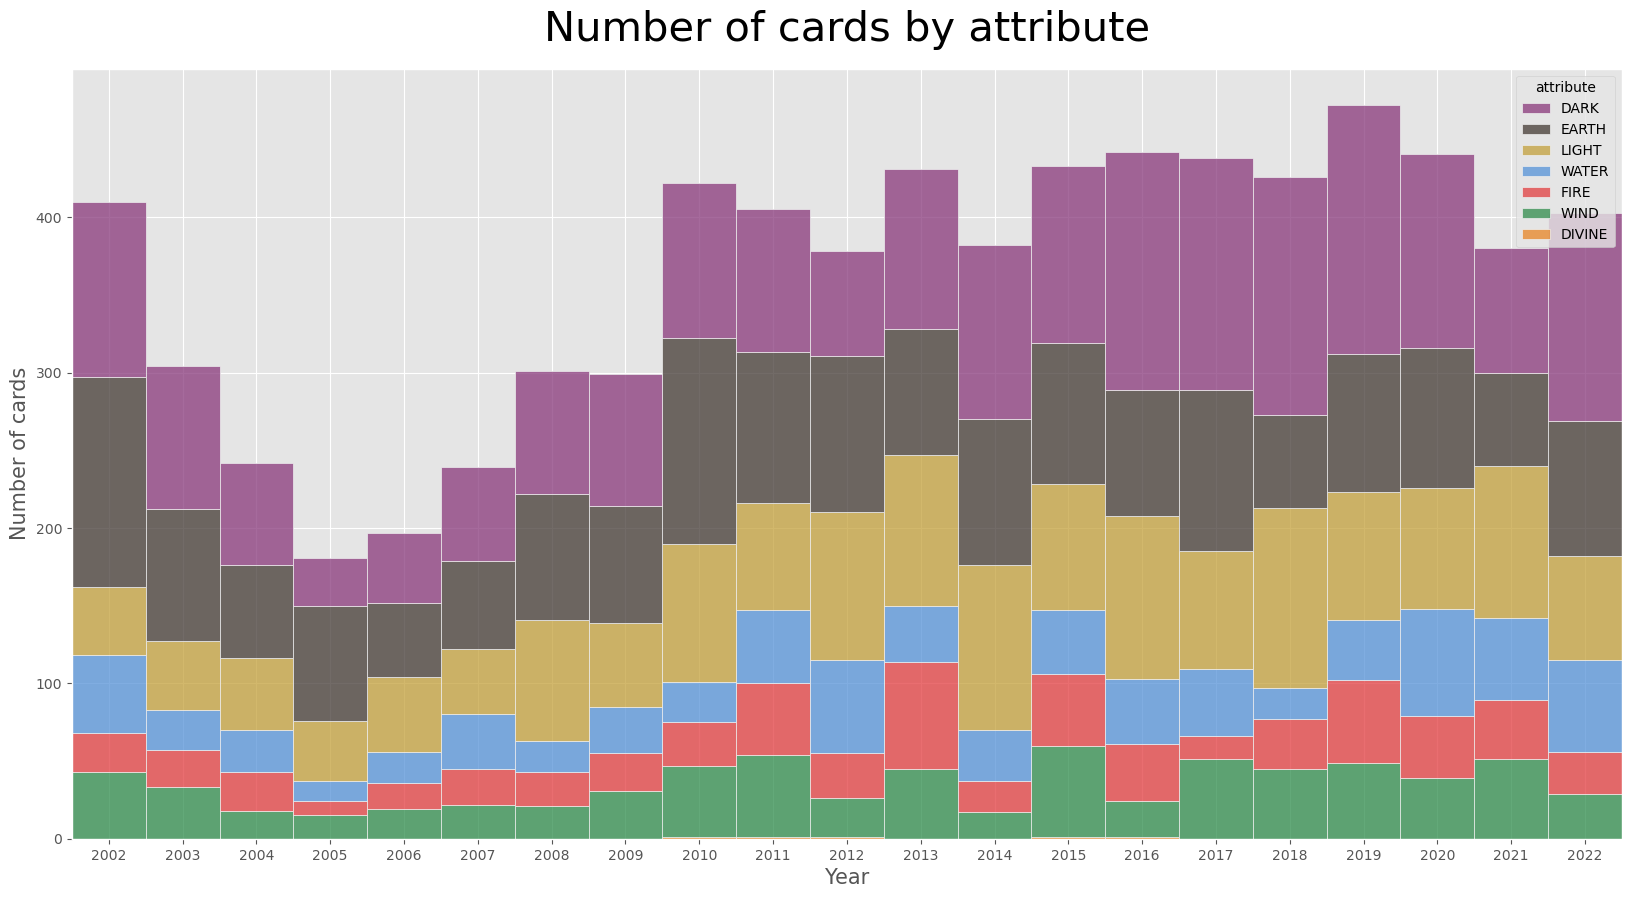 Number of cards by attribute
attribute
DARK
EARTH
LIGHT
WATER
FIRE
WIND
DIVINE
Number of cards
400
300
200
100
0
2002 2003 2004 2005 2006 2007 2008 2009 2010 2011 2012 2013 2014 2015 2016 2017 2018 2019 2020 2021 2022
Year